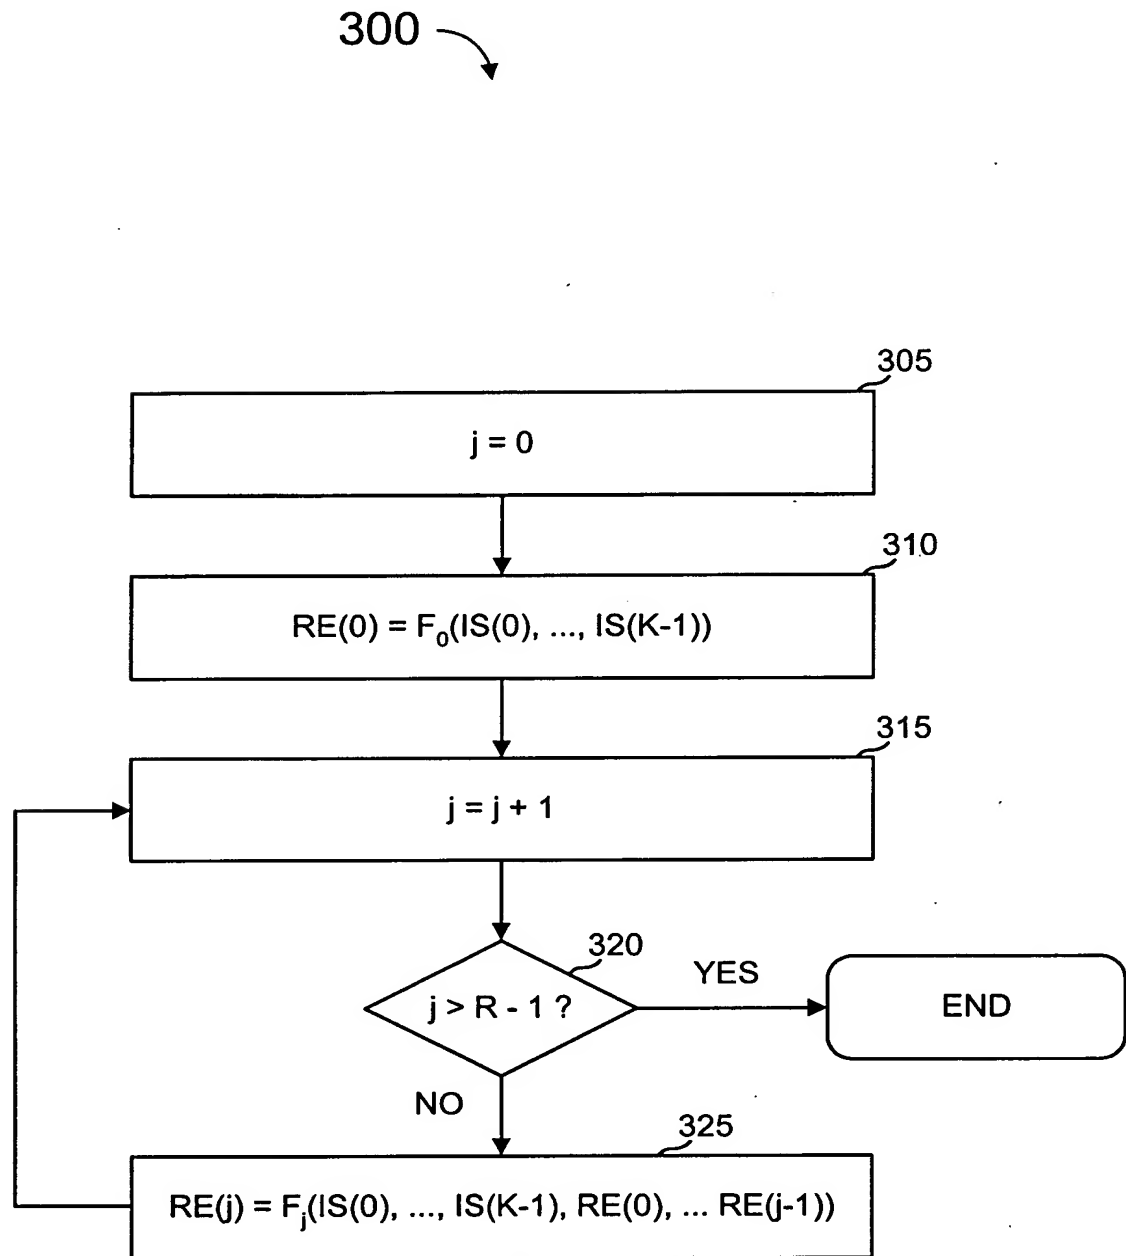 300
305
j = 0
310
RE(0) = F₀(IS(0), ..., IS(K-1))
315
j = j + 1
320
j > R - 1 ?
YES
END
NO
325
RE(j) = Fⱼ(IS(0), ..., IS(K-1), RE(0), ... RE(j-1))